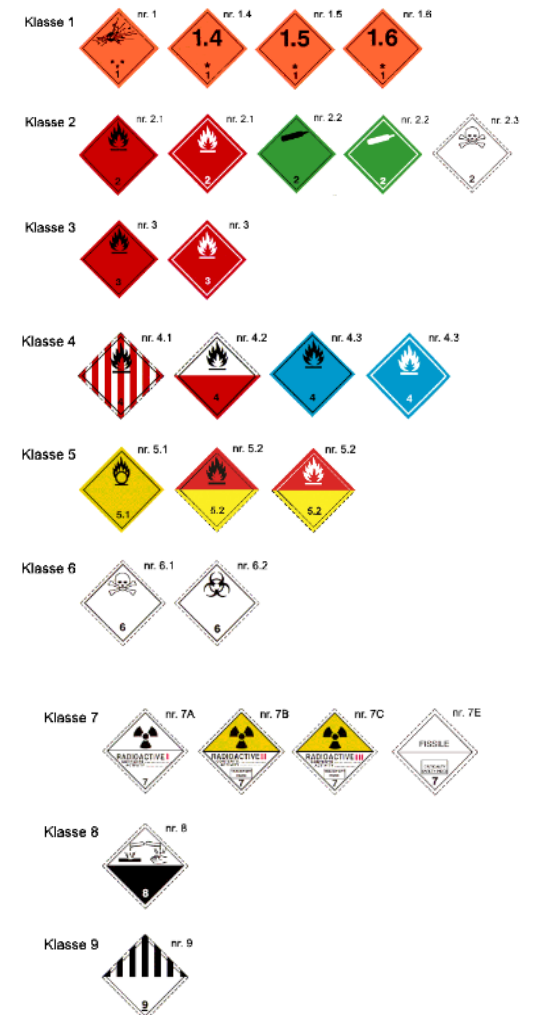 Klasse 1
nr. 1
nr. 1.4
nr. 1.5
nr. 1.6
1.4
1.5
1.6
* * *
*
*
*
1
1
1
1
Klasse 2
nr. 2.1
nr. 2.1
nr. 2.2
nr. 2.2
nr. 2.3
2
2
2
2
2
Klasse 3
nr. 3
nr. 3
3
3
Klasse 4
nr. 4.1
nr. 4.2
nr. 4.3
nr. 4.3
4
4
4
4
Klasse 5
nr. 5.1
nr. 5.2
nr. 5.2
5.1
5.2
5.2
Klasse 6
nr. 6.1
nr. 6.2
6
6
Klasse 7
nr. 7A
nr. 7B
nr. 7C
nr. 7E
RADIOACTIVE I
RADIOACTIVE II
RADIOACTIVE III
FISSILE
7
7
7
7
Klasse 8
nr. 8
8
Klasse 9
nr. 9
9